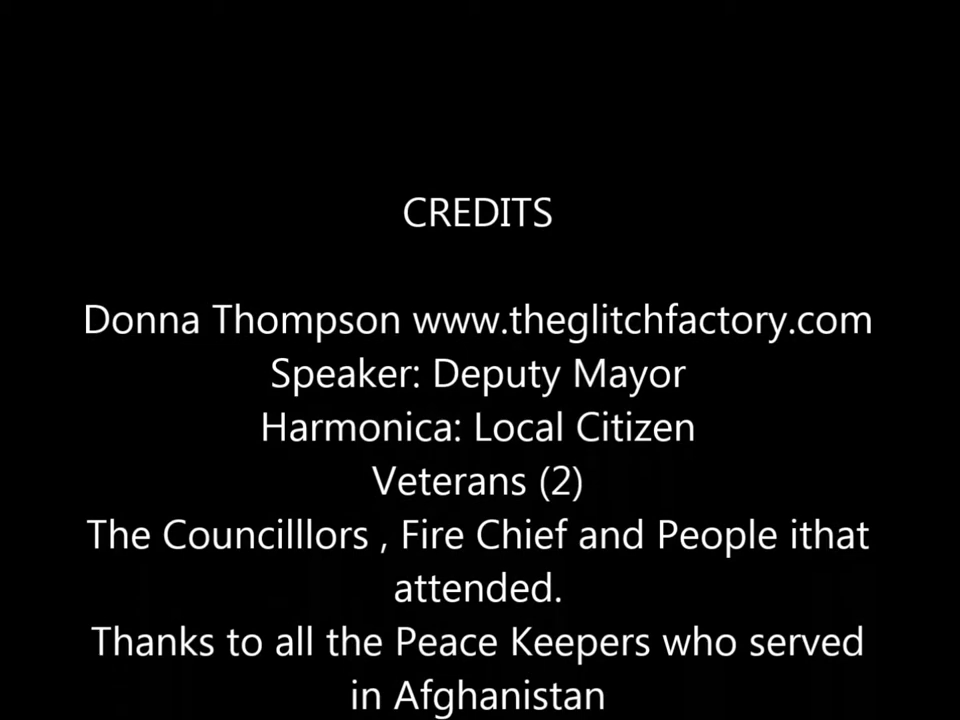 CREDITS
Donna Thompson www.theglitchfactory.com
Speaker: Deputy Mayor
Harmonica: Local Citizen
Veterans (2)
The Councilllors , Fire Chief and People ithat
attended.
Thanks to all the Peace Keepers who served
in Afghanistan